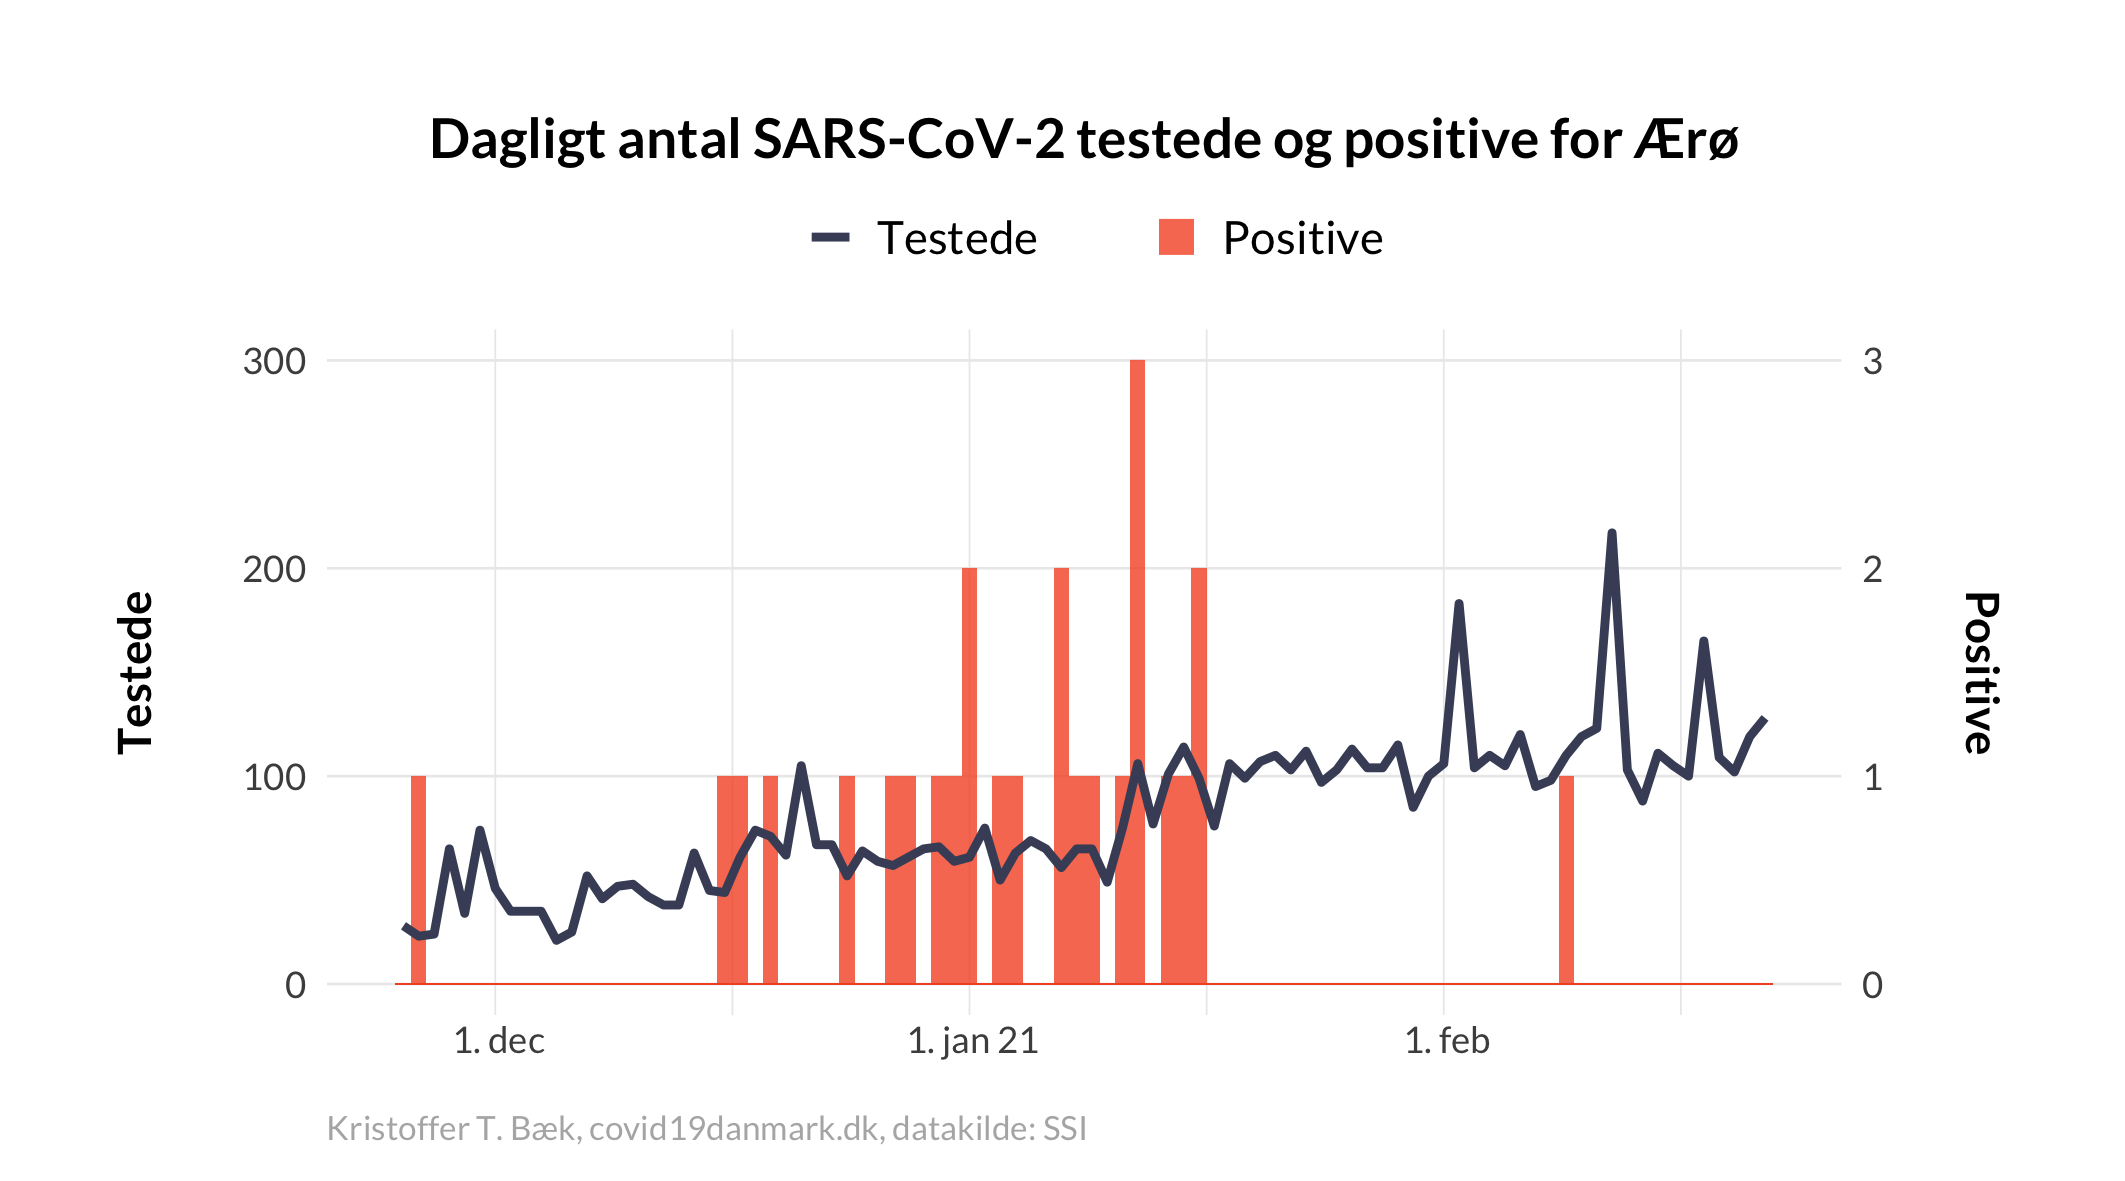 Dagligt antal SARS-CoV-2 testede og positive for Ærø
Testede
Positive
300
200
100
0
3
2
1
0
Testede
Positive
1. dec
1. jan 21
1. feb
Kristoffer T. Bæk, covid19danmark.dk, datakilde: SSI